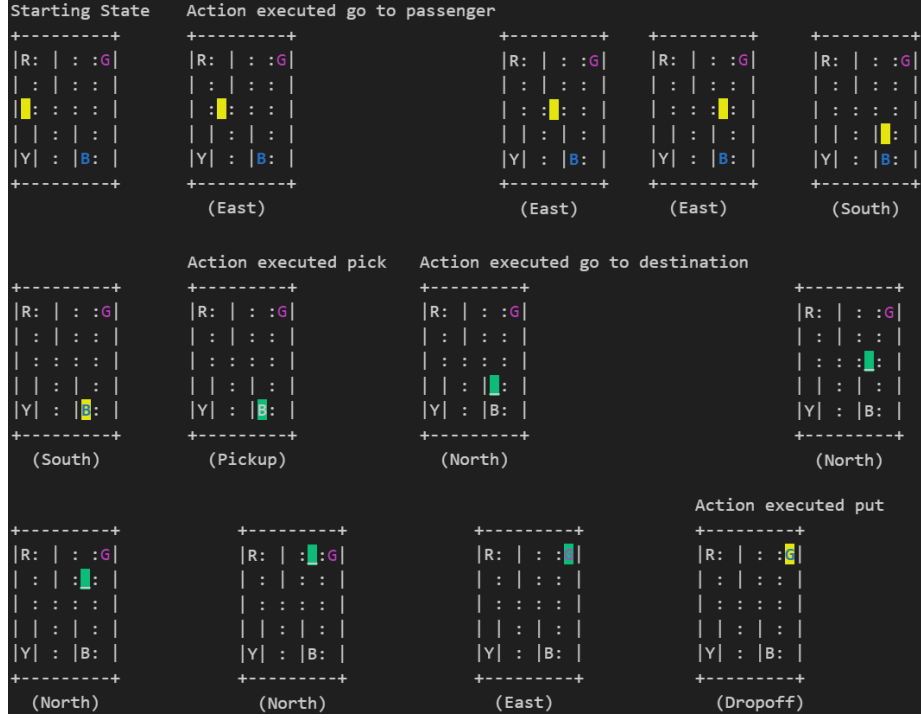 Starting State    Action executed go to passenger
+---------+ +---------+ +---------+ +---------+ +---------+
|R: | : :G| |R: | : :G| |R: | : :G| |R: | : :G| |R: | : :G|
| : | : : | | : | : : | | : | : : | | : | : : | | : | : : |
| : : : : | | : : : : | | : : : : | | : : : : | | : : : : |
| | : | : | | | : | : | | | : | : | | | : | : | | | : | : |
|Y| : |B: | |Y| : |B: | |Y| : |B: | |Y| : |B: | |Y| : |B: |
+---------+ +---------+ +---------+ +---------+ +---------+
(East) (East) (East) (South)
Action executed pick    Action executed go to destination
+---------+ +---------+ +---------+ +---------+
|R: | : :G| |R: | : :G| |R: | : :G| |R: | : :G|
| : | : : | | : | : : | | : | : : | | : | : : |
| : : : : | | : : : : | | : : : : | | : : :_: |
| | : | : | | | : | : | | | : |_: | | | : | : |
|Y| : |B: | |Y| : |B: | |Y| : |B: | |Y| : |B: |
+---------+ +---------+ +---------+ +---------+
(South) (Pickup) (North) (North)
Action executed put
+---------+ +---------+ +---------+ +---------+
|R: | : :G| |R: | :_:G| |R: | : :G| |R: | : :G|
| : | :_: | | : | : : | | : | : : | | : | : : |
| : : : : | | : : : : | | : : : : | | : : : : |
| | : | : | | | : | : | | | : | : | | | : | : |
|Y| : |B: | |Y| : |B: | |Y| : |B: | |Y| : |B: |
+---------+ +---------+ +---------+ +---------+
(North) (North) (East) (Dropoff)